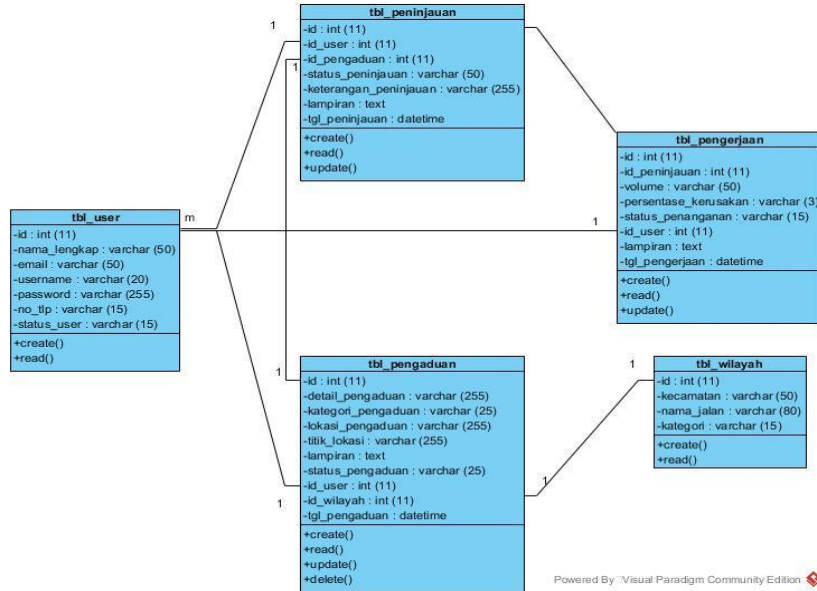 tbl_peninjauan
-id : int (11)
-id_user : int (11)
-id_pengaduan : int (11)
-status_peninjauan : varchar (50)
-keterangan_peninjauan : varchar (255)
-lampiran : text
-tgl_peninjauan : datetime
+create()
+read()
+update()
1
1
tbl_pengerjaan
-id : int (11)
-id_peninjauan : int (11)
-volume : varchar (50)
-persentase_kerusakan : varchar (3)
-status_penanganan : varchar (15)
-id_user : int (11)
-lampiran : text
-tgl_pengerjaan : datetime
+create()
+read()
+update()
1
tbl_user
-id : int (11)
-nama_lengkap : varchar (50)
-email : varchar (50)
-username : varchar (20)
-password : varchar (255)
-no_tlp : varchar (15)
-status_user : varchar (15)
+create()
+read()
m
tbl_pengaduan
-id : int (11)
-detail_pengaduan : varchar (255)
-kategori_pengaduan : varchar (25)
-lokasi_pengaduan : varchar (255)
-titik_lokasi : varchar (255)
-lampiran : text
-status_pengaduan : varchar (25)
-id_user : int (11)
-id_wilayah : int (11)
-tgl_pengaduan : datetime
+create()
+read()
+update()
+delete()
1
1
1
tbl_wilayah
-id : int (11)
-kecamatan : varchar (50)
-nama_jalan : varchar (80)
-kategori : varchar (15)
+create()
+read()
1
Powered By Visual Paradigm Community Edition